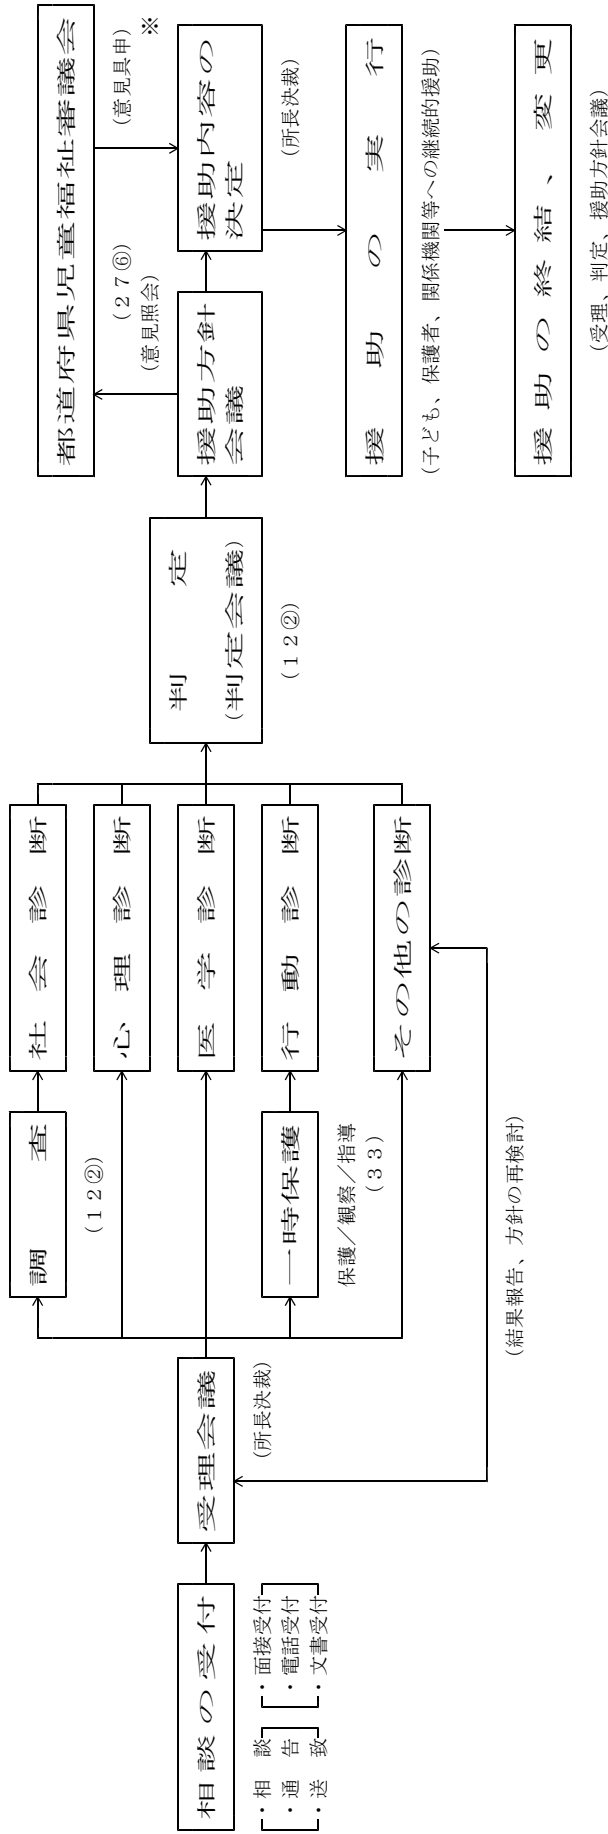 相談の受付
・相　談
・通　告
・送　致
・面接受付
・電話受付
・文書受付
受理会議
(所長決裁)
(結果報告、方針の再検討)
調　査
(１２②)
一時保護
保護／観察／指導
(３３)
社会診断
心理診断
医学診断
行動診断
その他の診断
判　定
(判定会議)
(１２②)
都道府県児童福祉審議会
(２７⑥)
(意見照会)
(意見具申)
※
援助方針
会議
援助内容の
決定
(所長決裁)
援助の実行
(子ども、保護者、関係機関等への継続的援助)
援助の終結、変更
(受理、判定、援助方針会議)